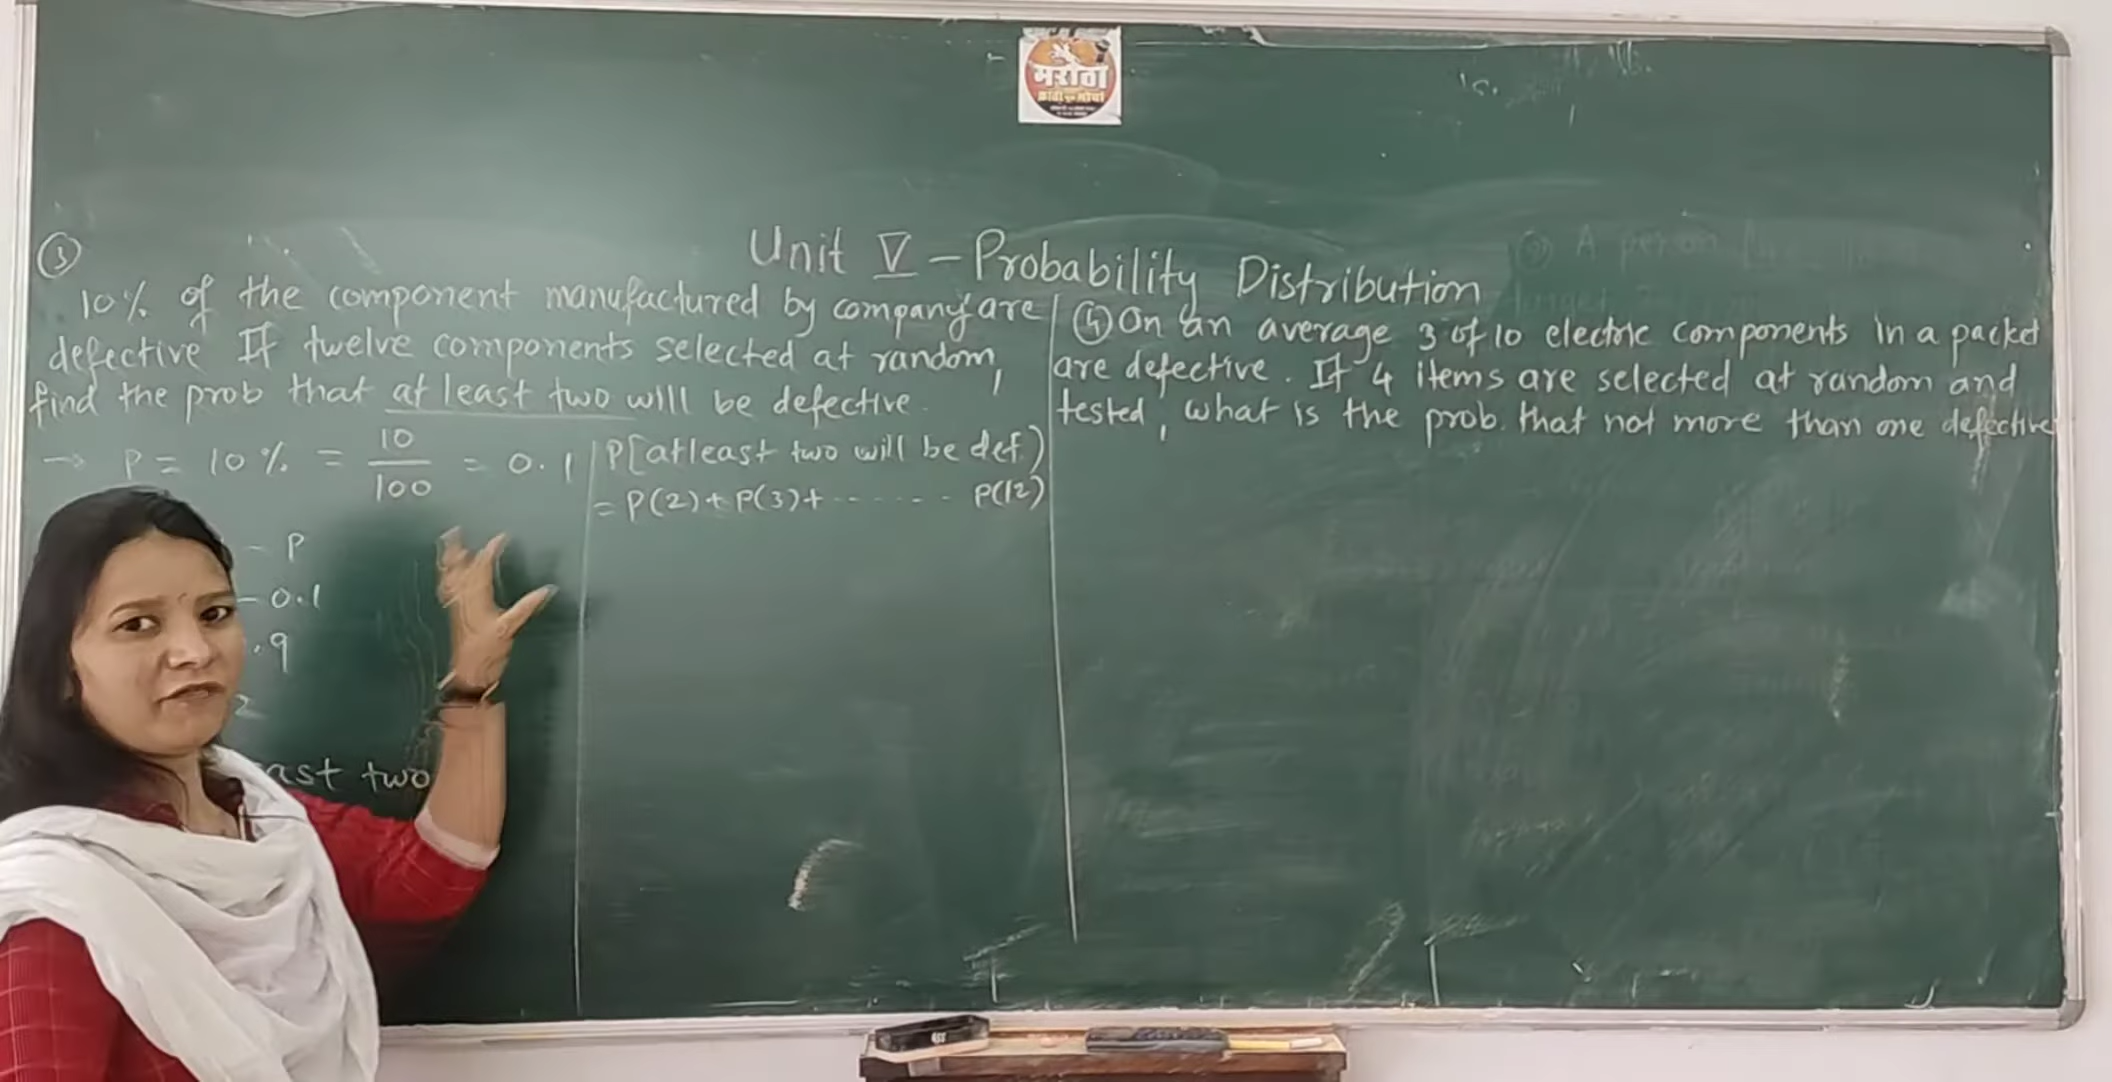 मराठा
क्रांती मोर्चा
Unit V - Probability Distribution
③
10% of the component manufactured by company are
defective If twelve components selected at random,
find the prob that at least two will be defective.
→ P = 10% = 10/100 = 0.1
- P
- 0.1
.9
2
ast two
P[atleast two will be def.)
= P(2) + P(3) + ...... P(12)
④ On an average 3 of 10 electric components in a packet
are defective. If 4 items are selected at random and
tested, what is the prob. that not more than one defective